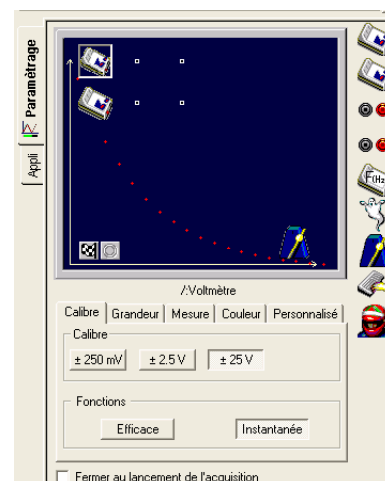 Paramètrage
Appli
F(Hz
/:Voltmètre
Calibre
Grandeur
Mesure
Couleur
Personnalisé
Calibre
± 250 mV
± 2.5 V
± 25 V
Fonctions
Efficace
Instantanée
Fermer au lancement de l'acquisition